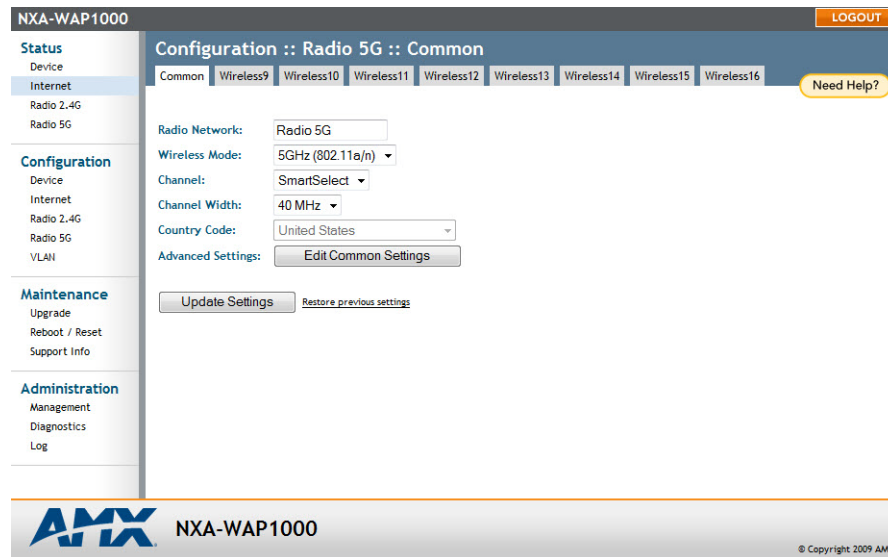 NXA-WAP1000
LOGOUT
Status
Device
Internet
Radio 2.4G
Radio 5G
Configuration
Device
Internet
Radio 2.4G
Radio 5G
VLAN
Maintenance
Upgrade
Reboot / Reset
Support Info
Administration
Management
Diagnostics
Log
Configuration :: Radio 5G :: Common
Common Wireless9 Wireless10 Wireless11 Wireless12 Wireless13 Wireless14 Wireless15 Wireless16
Need Help?
Radio Network: Radio 5G
Wireless Mode: 5GHz (802.11a/n)
Channel: SmartSelect
Channel Width: 40 MHz
Country Code: United States
Advanced Settings: Edit Common Settings
Update Settings Restore previous settings
AMX NXA-WAP1000
© Copyright 2009 AM